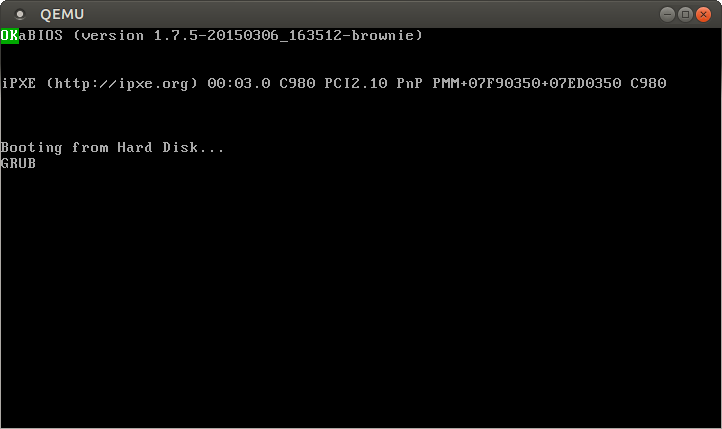 QEMU
OKaBIOS (version 1.7.5-20150306_163512-brownie)
iPXE (http://ipxe.org) 00:03.0 C980 PCI2.10 PnP PMM+07F90350+07ED0350 C980
Booting from Hard Disk...
GRUB